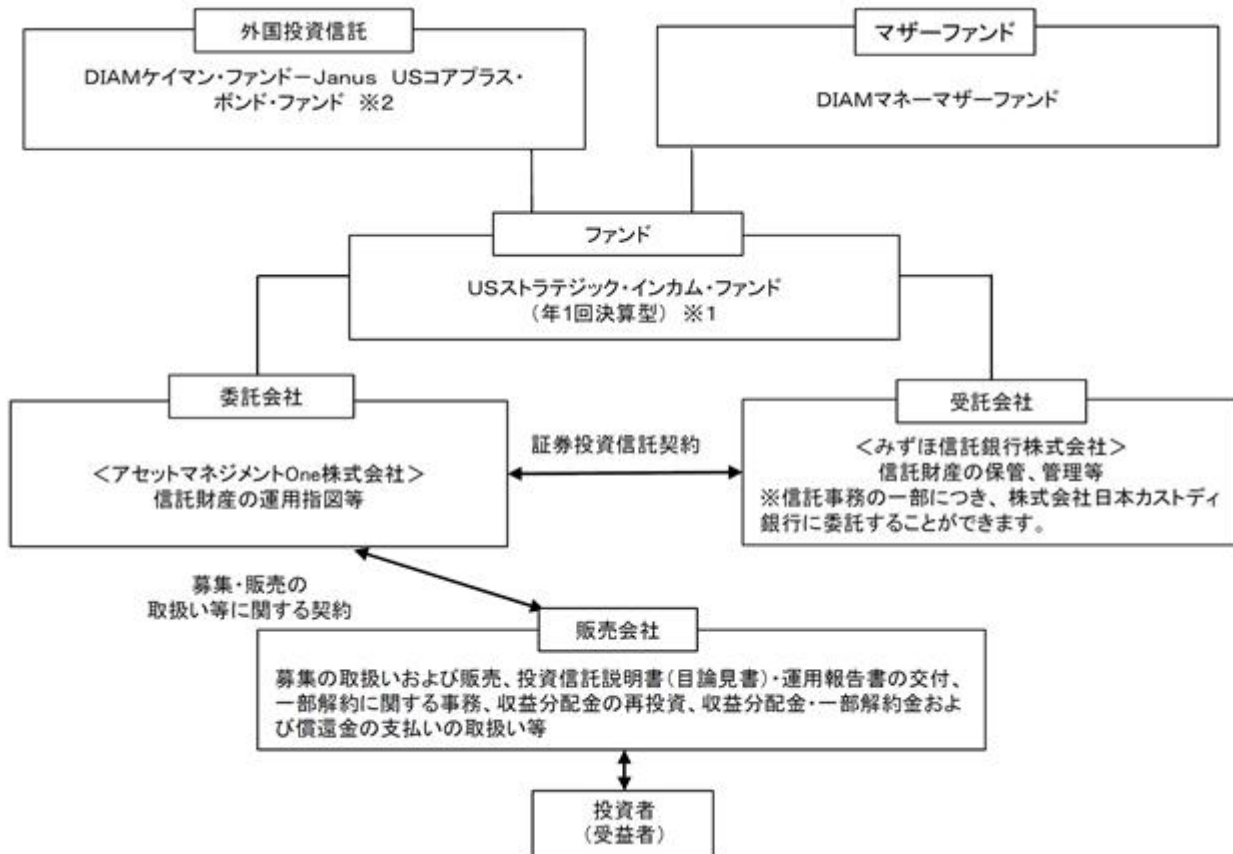 外国投資信託
DIAMケイマン・ファンド－Janus USコアプラス・
ボンド・ファンド ※2
マザーファンド
DIAMマネーマザーファンド
ファンド
USストラテジック・インカム・ファンド
（年1回決算型） ※1
委託会社
＜アセットマネジメントOne株式会社＞
信託財産の運用指図等
証券投資信託契約
受託会社
＜みずほ信託銀行株式会社＞
信託財産の保管、管理等
※信託事務の一部につき、株式会社日本カストディ
銀行に委託することができます。
募集・販売の
取扱い等に関する契約
販売会社
募集の取扱いおよび販売、投資信託説明書（目論見書）・運用報告書の交付、
一部解約に関する事務、収益分配金の再投資、収益分配金・一部解約金およ
び償還金の支払いの取扱い等
投資者
（受益者）